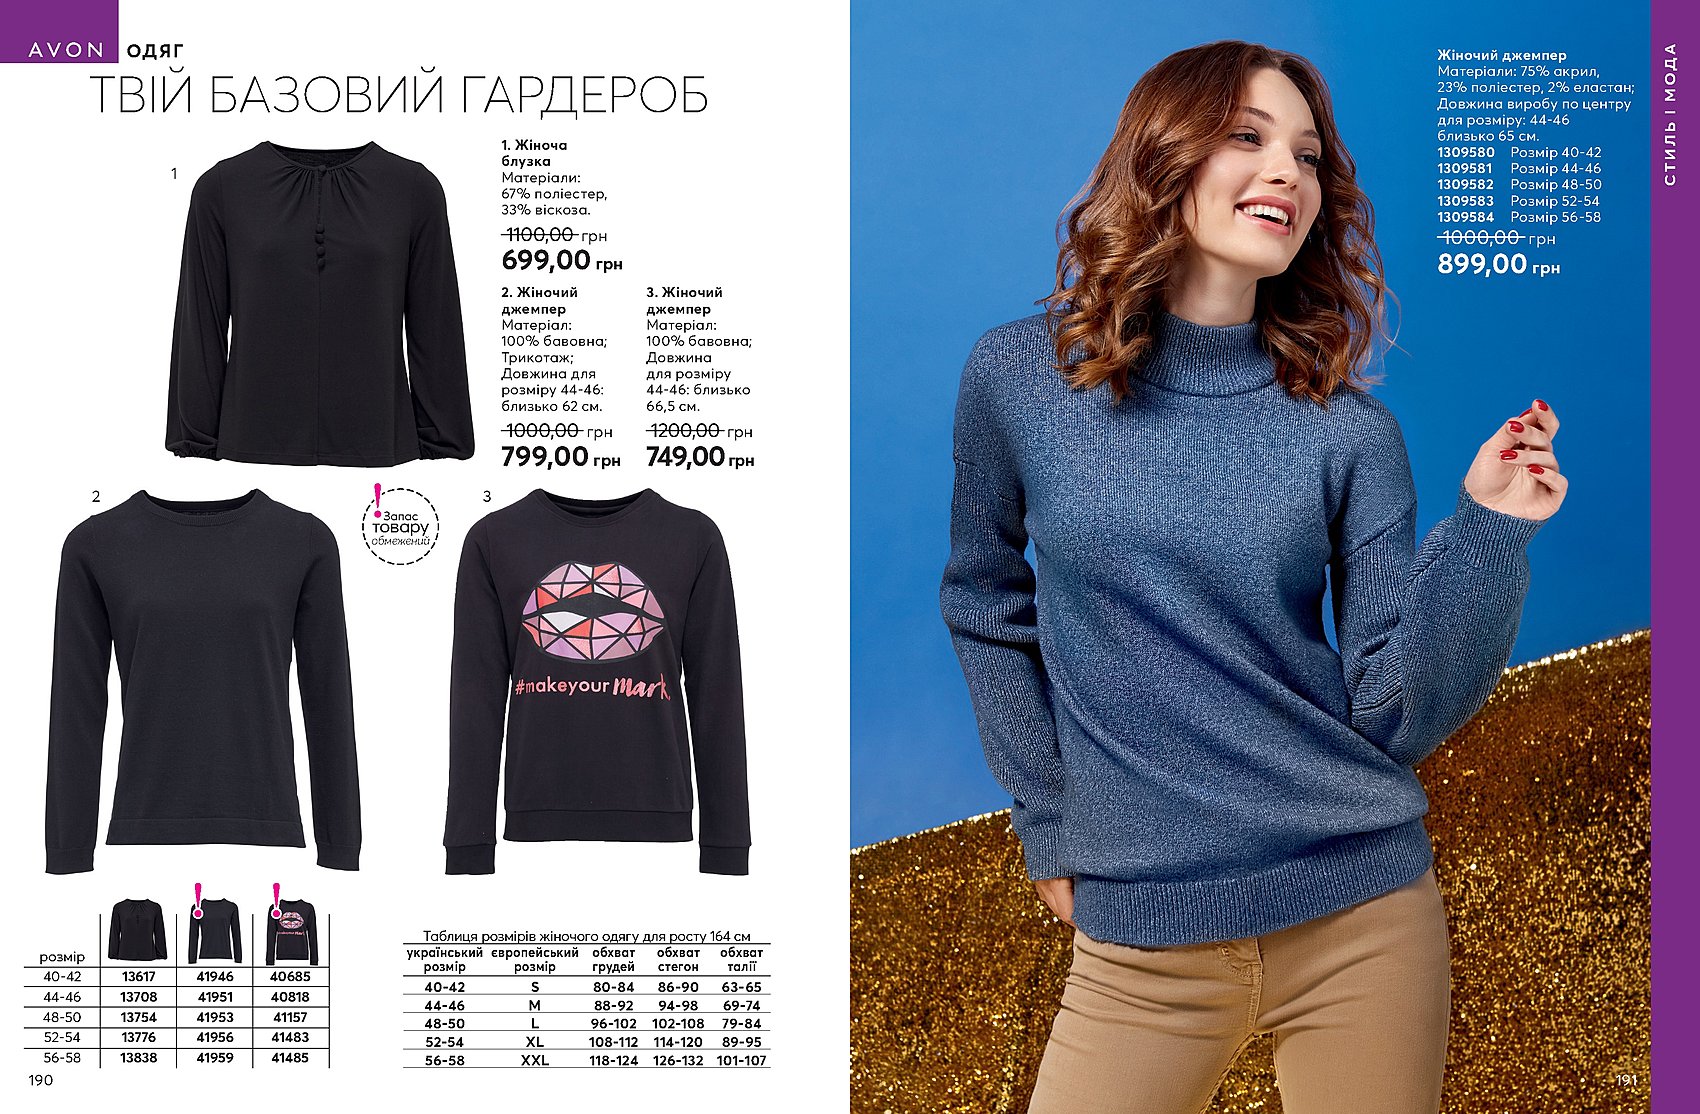 AVON ОДЯГ
ТВІЙ БАЗОВИЙ ГАРДЕРОБ
1
1. Жіноча
блузка
Матеріали:
67% поліестер,
33% віскоза.
1100,00 грн
699,00 грн
2. Жіночий
джемпер
Матеріал:
100% бавовна;
Трикотаж;
Довжина для
розміру 44-46:
близько 62 см.
1000,00 грн
799,00 грн
3. Жіночий
джемпер
Матеріал:
100% бавовна;
Довжина
для розміру
44-46: близько
66,5 см.
1200,00 грн
749,00 грн
2
!
Запас
товару
обмежений
3
#makeyour Mark.
розмір
40-42 13617 41946 40685
44-46 13708 41951 40818
48-50 13754 41953 41157
52-54 13776 41956 41483
56-58 13838 41959 41485
Таблиця розмірів жіночого одягу для росту 164 см
український європейський обхват обхват обхват
розмір розмір грудей стегон талії
40-42 S 80-84 86-90 63-65
44-46 M 88-92 94-98 69-74
48-50 L 96-102 102-108 79-84
52-54 XL 108-112 114-120 89-95
56-58 XXL 118-124 126-132 101-107
190
Жіночий джемпер
Матеріали: 75% акрил,
23% поліестер, 2% еластан;
Довжина виробу по центру
для розміру: 44-46
близько 65 см.
1309580 Розмір 40-42
1309581 Розмір 44-46
1309582 Розмір 48-50
1309583 Розмір 52-54
1309584 Розмір 56-58
1000,00 грн
899,00 грн
СТИЛЬ І МОДА
191